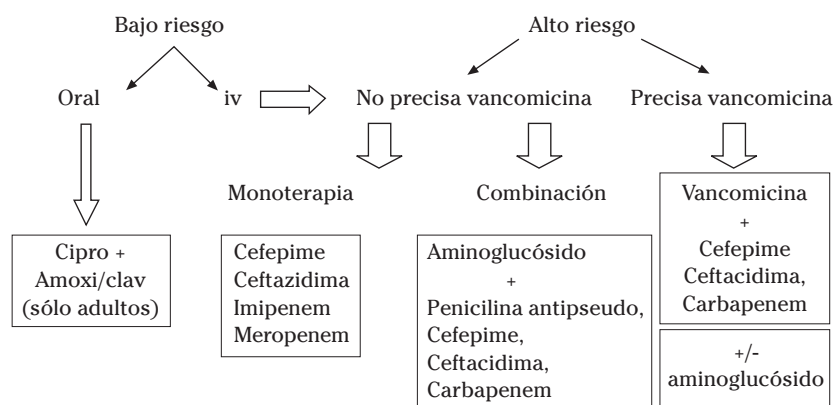 Bajo riesgo
Alto riesgo
Oral
iv
No precisa vancomicina
Precisa vancomicina
Monoterapia
Combinación
Cipro +
Amoxi/clav
(sólo adultos)
Cefepime
Ceftazidima
Imipenem
Meropenem
Aminoglucósido
+
Penicilina antipseudo,
Cefepime,
Ceftacidima,
Carbapenem
Vancomicina
+
Cefepime
Ceftacidima,
Carbapenem
+/-
aminoglucósido